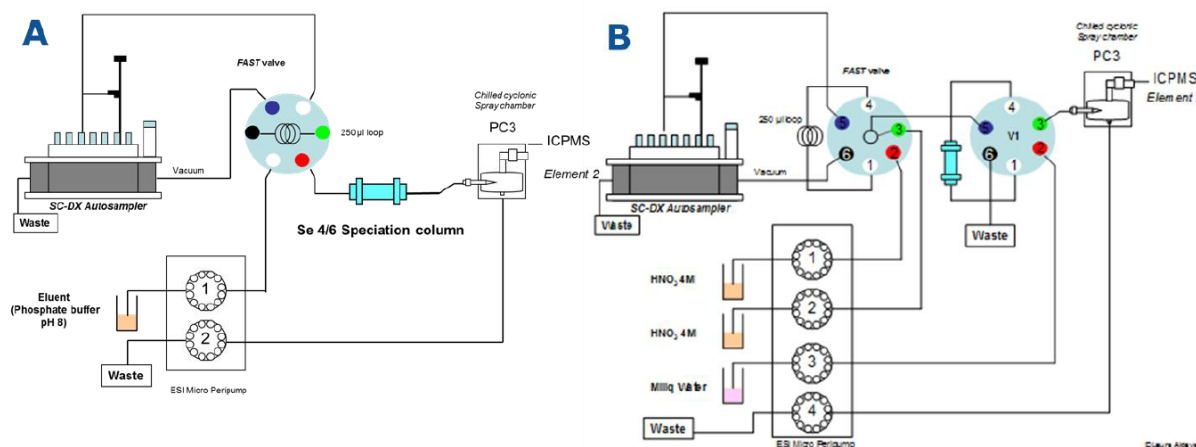 A
FAST valve
250 µl loop
Chilled cyclonic
Spray chamber
PC3
ICPMS
Element 2
Vacuum
SC-DX Autosampler
Waste
Se 4/6 Speciation column
Eluent
(Phosphate buffer
pH 8)
1
2
Waste
ESI Micro Peripump
B
Chilled cyclonic
Spray chamber
PC3
ICPMS
Element
FAST valve
250 µl loop
4
5
3
6
2
1
4
5
3
V1
6
2
1
Vacuum
SC-DX Autosampler
Waste
Waste
HNO3 4M
1
HNO3 4M
2
Milliq Water
3
Waste
4
ESI Micro Peripump